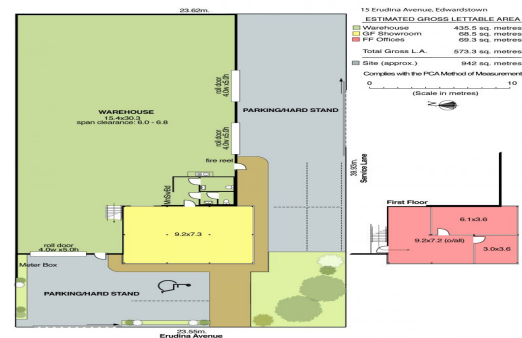 23.62m.
15 Erudina Avenue, Edwardstown
ESTIMATED GROSS LETTABLE AREA
Warehouse 435.5 sq. metres
GF Showroom 68.5 sq. metres
FF Offices 69.3 sq. metres
Total Gross L.A. 573.3 sq. metres
Site (approx.) 942 sq. metres
Complies with the PCA Method of Measurement
0 10
(Scale in metres)
WAREHOUSE
15.4x30.3
span clearance: 6.0 - 6.8
roll door
4.0w x5.0h
PARKING/HARD STAND
roll door
4.0w x5.0h
fire reel
38.93m.
Service Lane
First Floor
6.1x3.6
9.2x7.2 (o/all)
3.0x3.6
9.2x7.3
roll door
4.0w x5.0h
Meter Box
PARKING/HARD STAND
23.55m.
Erudina Avenue